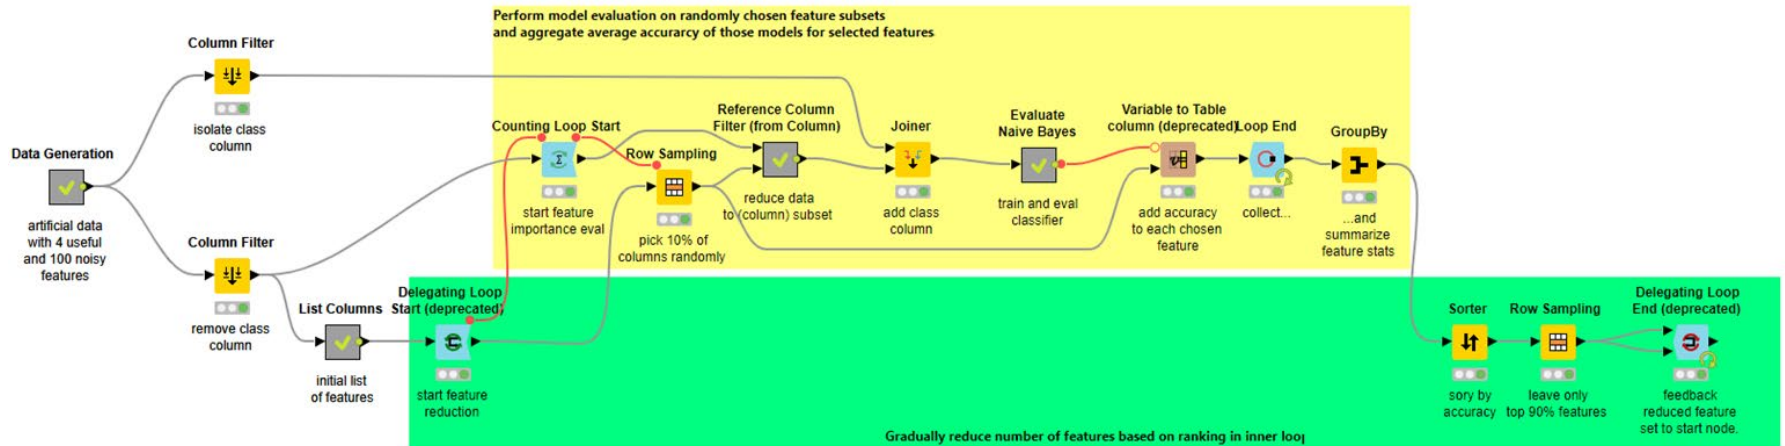 Perform model evaluation on randomly chosen feature subsets
and aggregate average accurarcy of those models for selected features
Column Filter
isolate class
column
Data Generation
artificial data
with 4 useful
and 100 noisy
features
Column Filter
remove class
column
List Columns
initial list
of features
Delegating Loop
Start (deprecated)
start feature
reduction
Counting Loop Start
start feature
importance eval
Row Sampling
pick 10% of
columns randomly
Reference Column
Filter (from Column)
reduce data
to (column) subset
Joiner
add class
column
Evaluate
Naive Bayes
train and eval
classifier
Variable to Table
column (deprecated)
add accuracy
to each chosen
feature
Loop End
collect...
GroupBy
...and
summarize
feature stats
Sorter
sory by
accuracy
Row Sampling
leave only
top 90% features
Delegating Loop
End (deprecated)
feedback
reduced feature
set to start node.
Gradually reduce number of features based on ranking in inner loop